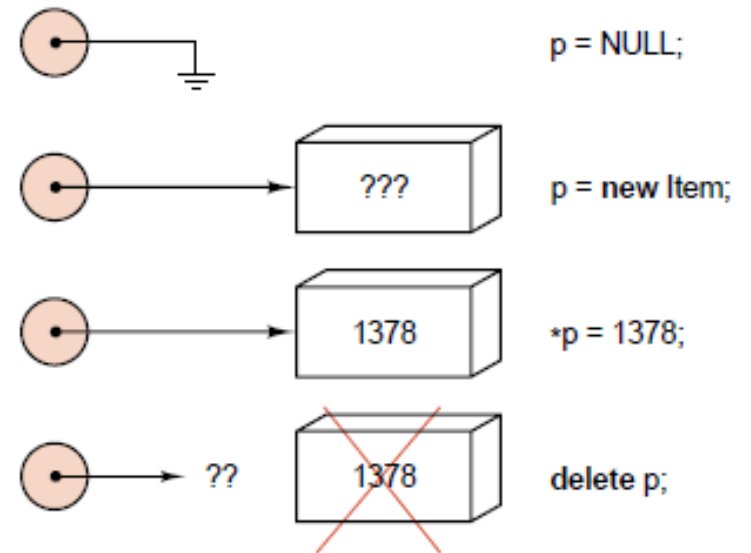 p = NULL;
??? p = new Item;
1378 *p = 1378;
?? 1378 delete p;